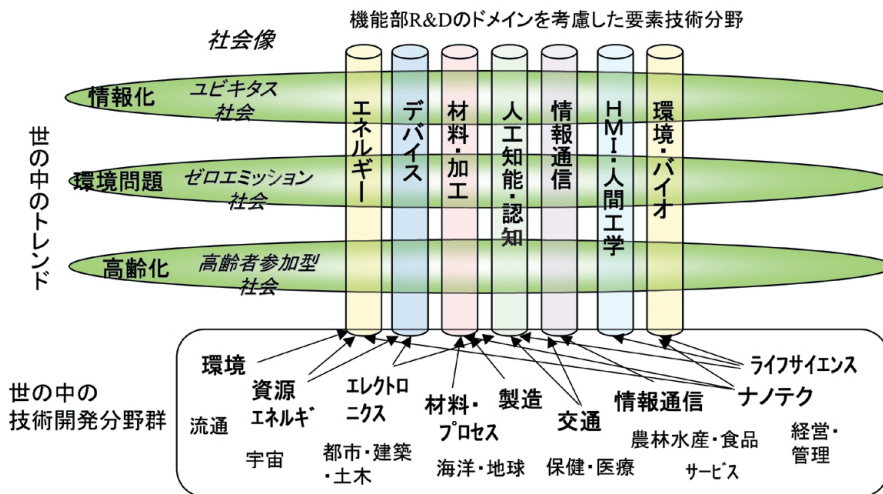 機能部R&Dのドメインを考慮した要素技術分野
社会像
世の中のトレンド
情報化
ユビキタス
社会
環境問題
ゼロエミッション
社会
高齢化
高齢者参加型
社会
エネルギー
デバイス
材料・加工
人工知能・認知
情報通信
HMI・人間工学
環境・バイオ
世の中の
技術開発分野群
環境
資源
エネルギ
エレクトロ
ニクス
材料・
プロセス
製造
交通
情報通信
ナノテク
ライフサイエンス
流通
宇宙
都市・建築
・土木
海洋・地球
保健・医療
農林水産・食品
サービス
経営・
管理